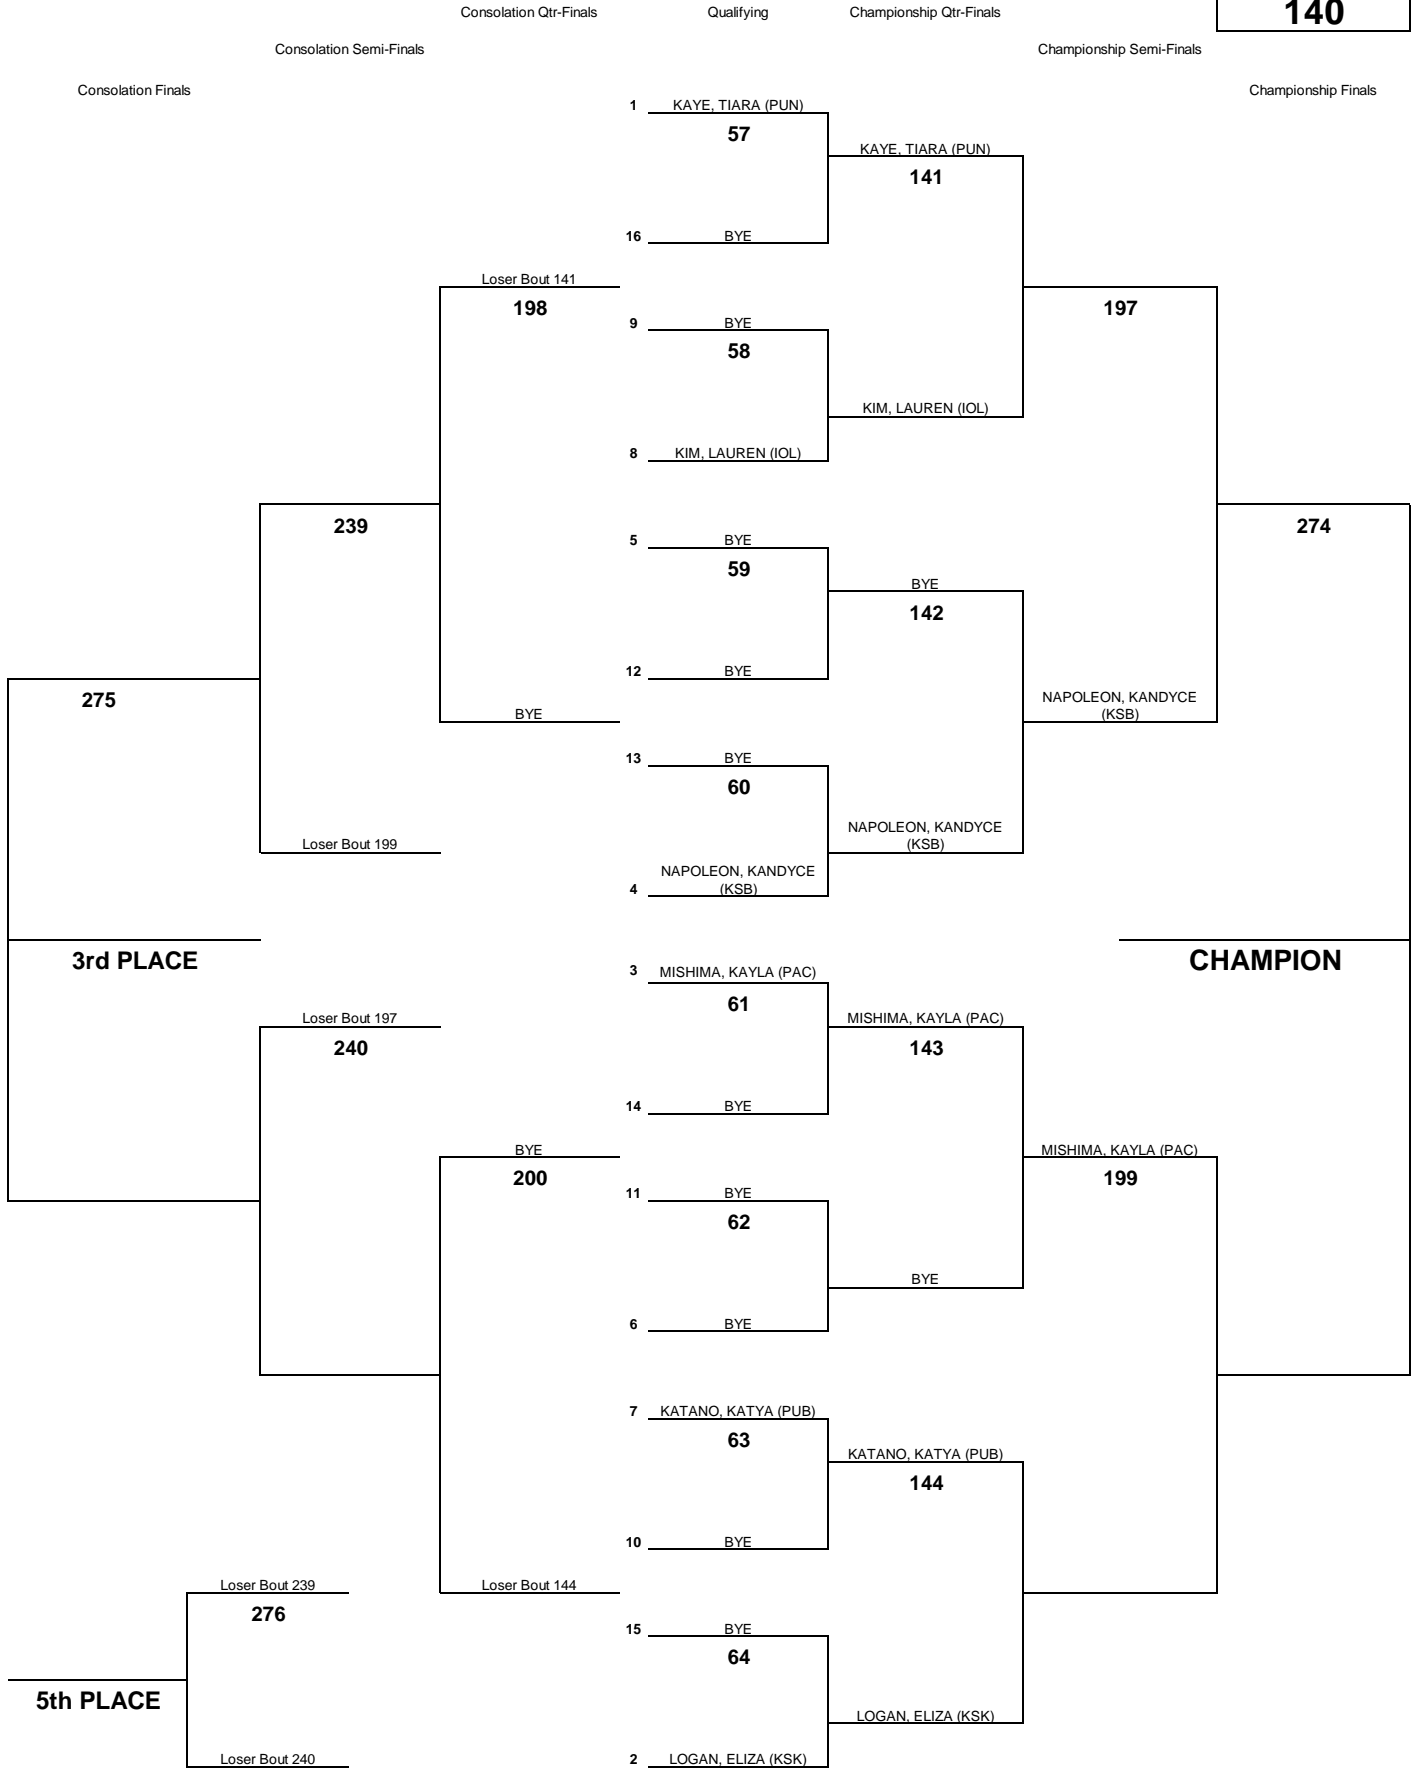 Consolation Qtr-Finals Qualifying Championship Qtr-Finals 140
Consolation Semi-Finals Championship Semi-Finals
Consolation Finals Championship Finals
1 KAYE, TIARA (PUN)
57
KAYE, TIARA (PUN)
141
16 BYE
Loser Bout 141
198 197
9 BYE
58
KIM, LAUREN (IOL)
8 KIM, LAUREN (IOL)
239 274
5 BYE
59
BYE
142
12 BYE
275
NAPOLEON, KANDYCE
(KSB)
BYE
13 BYE
60
NAPOLEON, KANDYCE
(KSB)
Loser Bout 199
NAPOLEON, KANDYCE
4 (KSB)
3rd PLACE CHAMPION
3 MISHIMA, KAYLA (PAC)
61
Loser Bout 197 MISHIMA, KAYLA (PAC)
240 143
14 BYE
BYE MISHIMA, KAYLA (PAC)
200 199
11 BYE
62
BYE
6 BYE
7 KATANO, KATYA (PUB)
63
KATANO, KATYA (PUB)
144
10 BYE
Loser Bout 239 Loser Bout 144
276
15 BYE
64
5th PLACE
LOGAN, ELIZA (KSK)
Loser Bout 240 2 LOGAN, ELIZA (KSK)